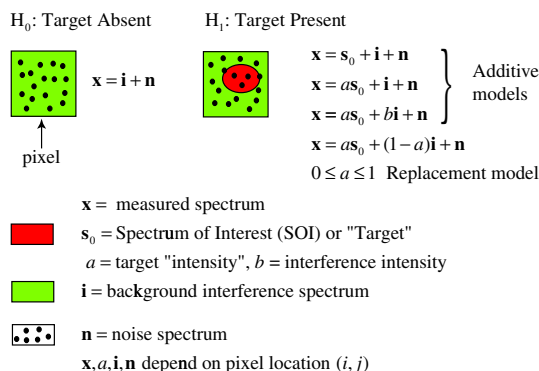 H₀: Target Absent
x = i + n
pixel
H₁: Target Present
x = s₀ + i + n
x = as₀ + i + n
x = as₀ + bi + n
Additive models
x = as₀ + (1 − a)i + n
0 ≤ a ≤ 1 Replacement model
x = measured spectrum
s₀ = Spectrum of Interest (SOI) or "Target"
a = target "intensity", b = interference intensity
i = background interference spectrum
n = noise spectrum
x, a, i, n depend on pixel location (i, j)